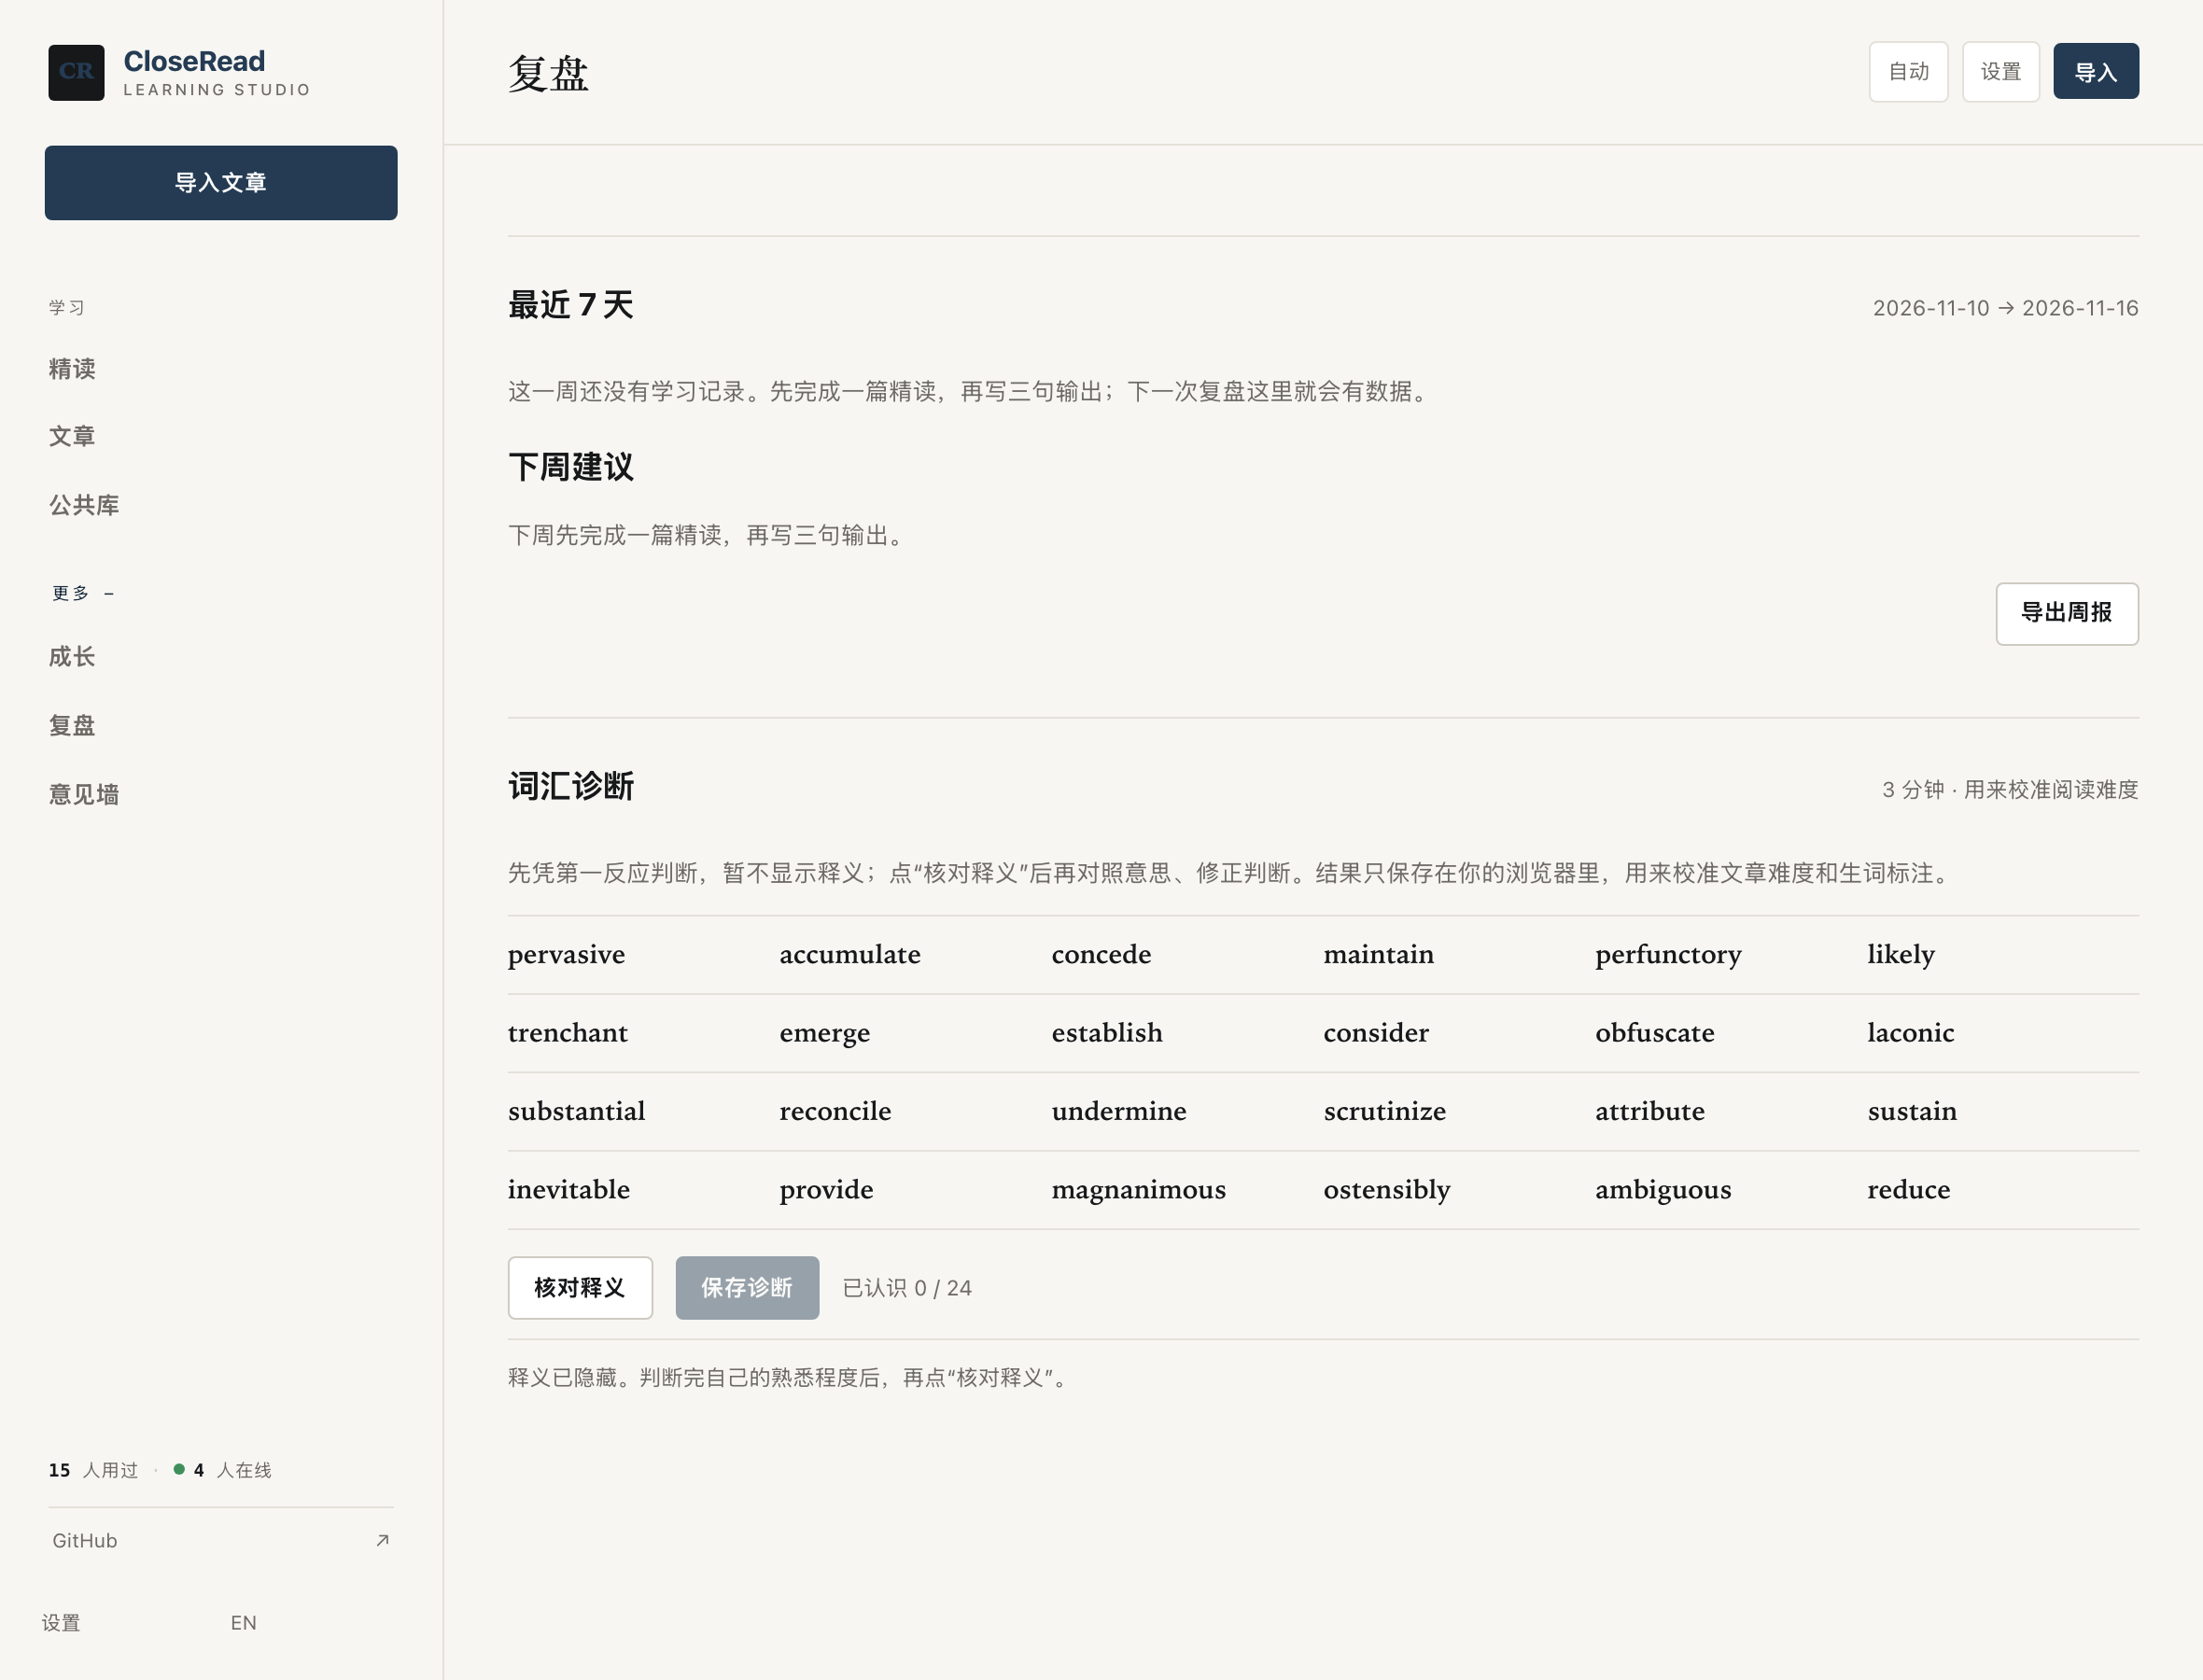 CR
CloseRead
LEARNING STUDIO
导入文章
学习
精读
文章
公共库
更多 −
成长
复盘
意见墙
15 人用过 · 4 人在线
GitHub ↗
设置 EN
复盘
自动 设置 导入
最近 7 天
2026-11-10 → 2026-11-16
这一周还没有学习记录。先完成一篇精读，再写三句输出；下一次复盘这里就会有数据。
下周建议
下周先完成一篇精读，再写三句输出。
导出周报
词汇诊断
3 分钟 · 用来校准阅读难度
先凭第一反应判断，暂不显示释义；点“核对释义”后再对照意思、修正判断。结果只保存在你的浏览器里，用来校准文章难度和生词标注。
pervasive accumulate concede maintain perfunctory likely
trenchant emerge establish consider obfuscate laconic
substantial reconcile undermine scrutinize attribute sustain
inevitable provide magnanimous ostensibly ambiguous reduce
核对释义 保存诊断 已认识 0 / 24
释义已隐藏。判断完自己的熟悉程度后，再点“核对释义”。